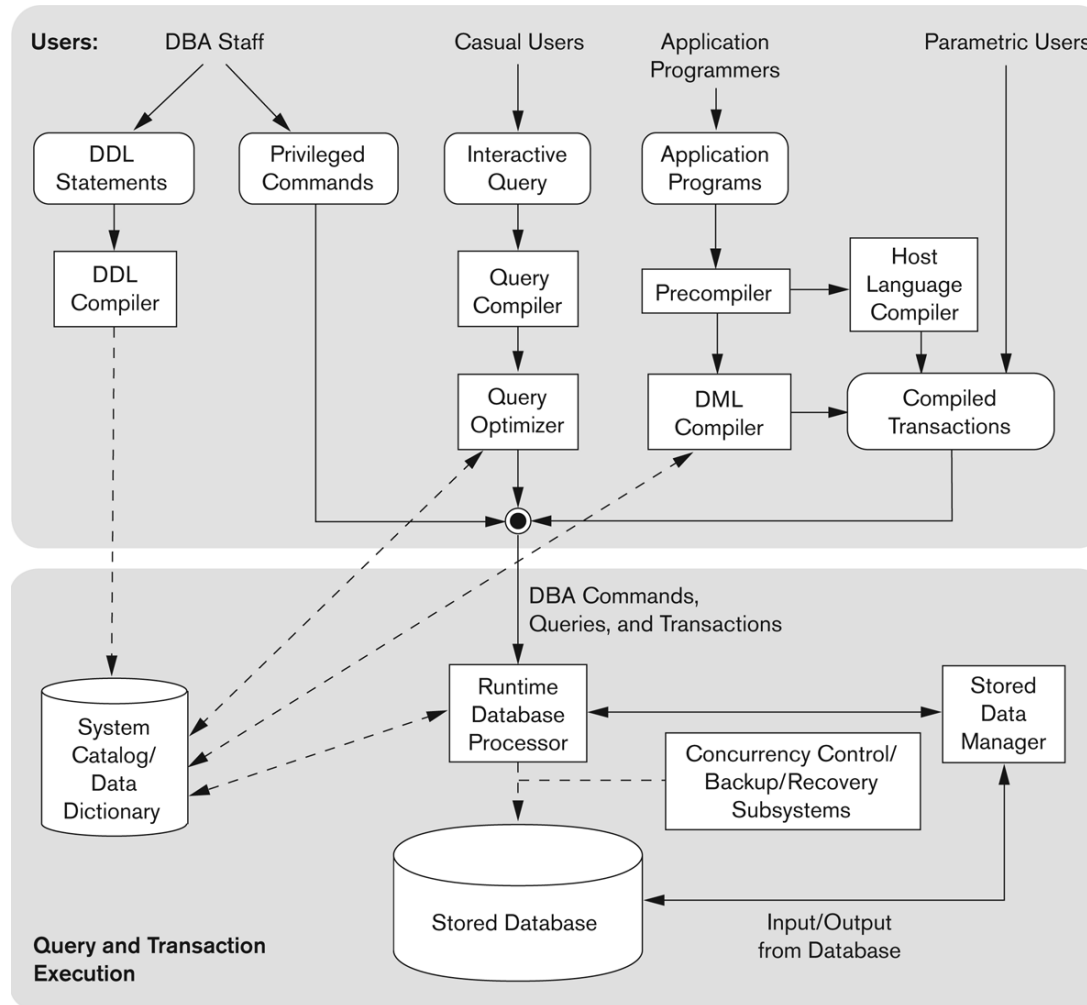 Users:
DBA Staff
Casual Users
Application
Programmers
Parametric Users
DDL
Statements
Privileged
Commands
Interactive
Query
Application
Programs
DDL
Compiler
Query
Compiler
Precompiler
Host
Language
Compiler
Query
Optimizer
DML
Compiler
Compiled
Transactions
DBA Commands,
Queries, and Transactions
System
Catalog/
Data
Dictionary
Runtime
Database
Processor
Stored
Data
Manager
Concurrency Control/
Backup/Recovery
Subsystems
Stored Database
Input/Output
from Database
Query and Transaction
Execution